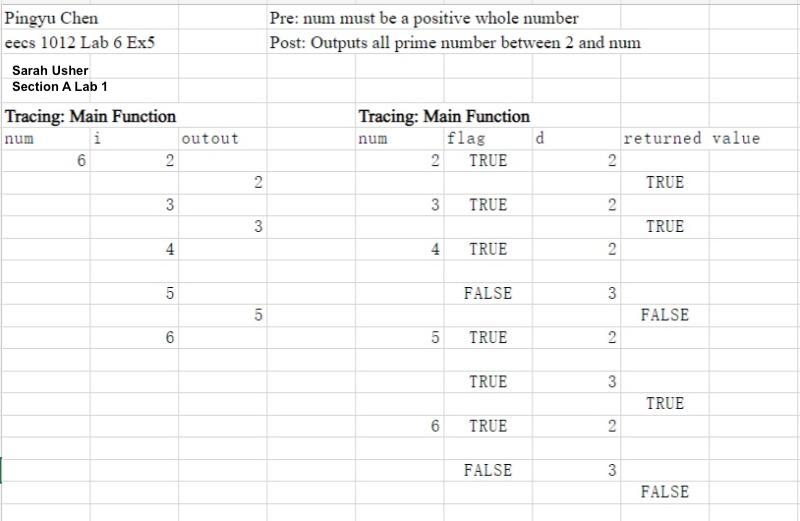 Pingyu Chen Pre: num must be a positive whole number
eecs 1012 Lab 6 Ex5 Post: Outputs all prime number between 2 and num
Sarah Usher
Section A Lab 1
Tracing: Main Function Tracing: Main Function
num i outout num flag d returned value
6 2 2 TRUE 2
2 TRUE
3 3 TRUE 2
3 TRUE
4 4 TRUE 2
5 FALSE 3
5 FALSE
6 5 TRUE 2
TRUE 3
TRUE
6 TRUE 2
FALSE 3
FALSE